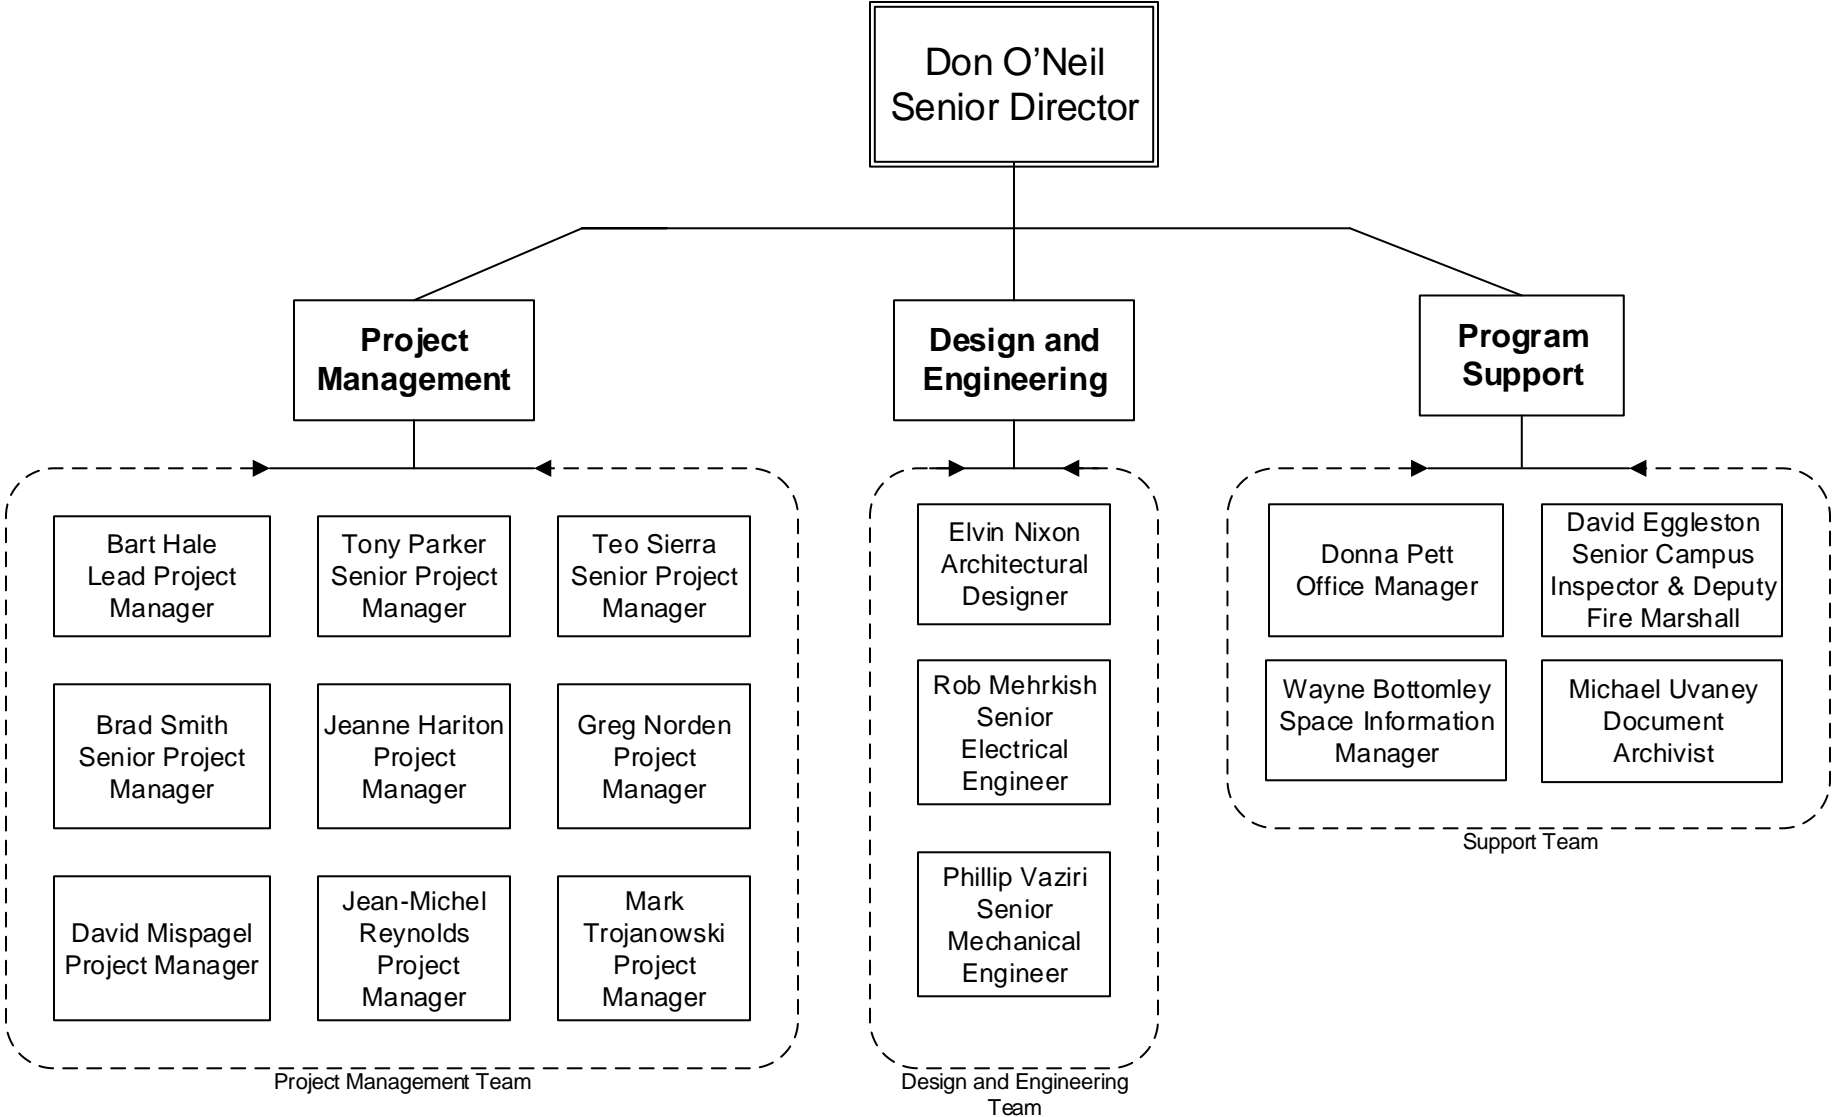 Don O’Neil
Senior Director
Project
Management
Design and
Engineering
Program
Support
Bart Hale
Lead Project
Manager
Tony Parker
Senior Project
Manager
Teo Sierra
Senior Project
Manager
Brad Smith
Senior Project
Manager
Jeanne Hariton
Project
Manager
Greg Norden
Project
Manager
David Mispagel
Project Manager
Jean-Michel
Reynolds
Project
Manager
Mark
Trojanowski
Project
Manager
Project Management Team
Elvin Nixon
Architectural
Designer
Rob Mehrkish
Senior
Electrical
Engineer
Phillip Vaziri
Senior
Mechanical
Engineer
Design and Engineering
Team
Donna Pett
Office Manager
David Eggleston
Senior Campus
Inspector & Deputy
Fire Marshall
Wayne Bottomley
Space Information
Manager
Michael Uvaney
Document
Archivist
Support Team